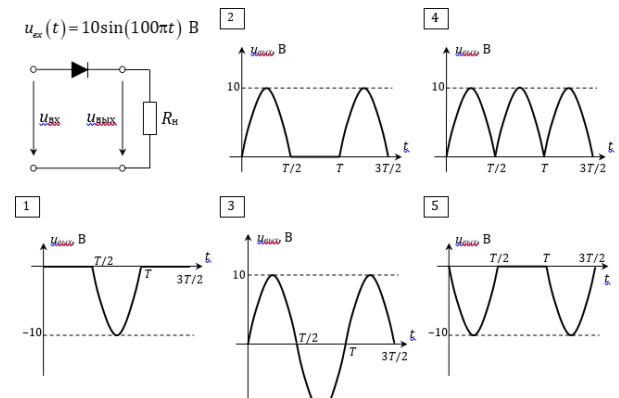 u_вх(t)=10sin(100πt) В
u_вх
u_вых
R_н
2
u_вых, В
10
T/2
T
3T/2
t
4
u_вых, В
10
T/2
T
3T/2
t
1
u_вых, В
T/2
T
3T/2
t
−10
3
u_вых, В
10
T/2
T
3T/2
t
5
u_вых, В
T/2
T
3T/2
t
−10